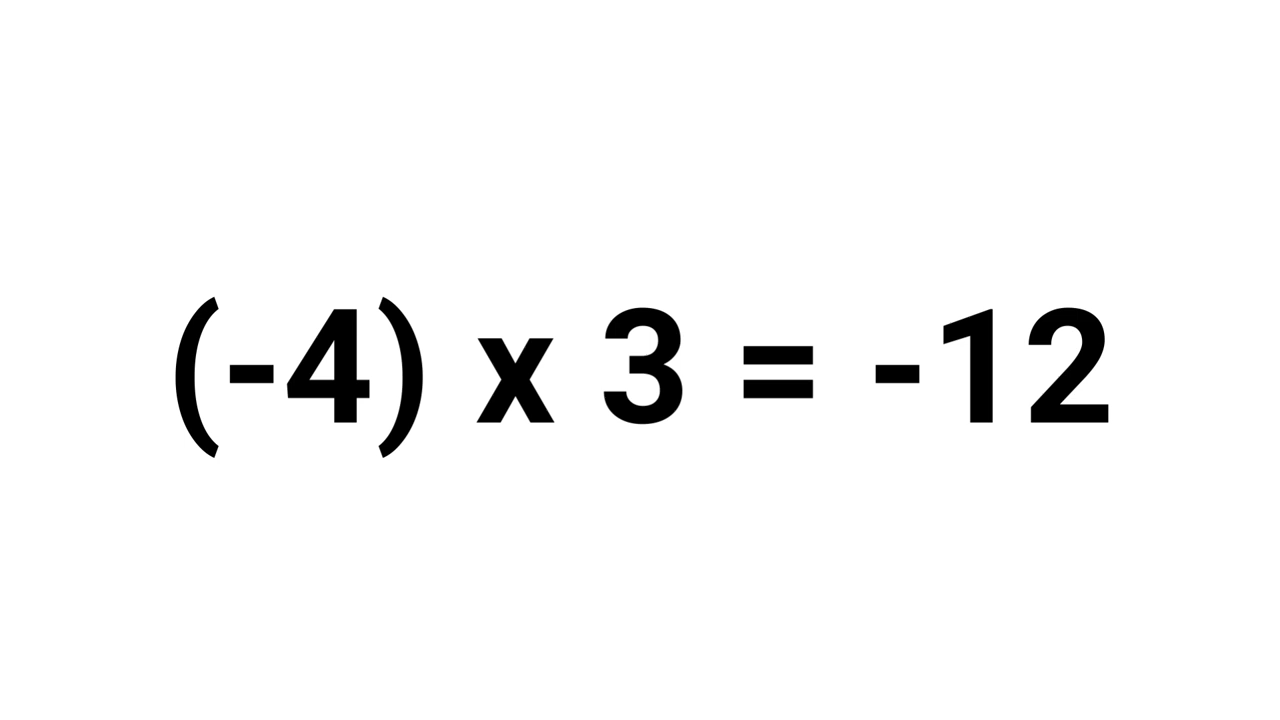 (-4) x 3 = -12